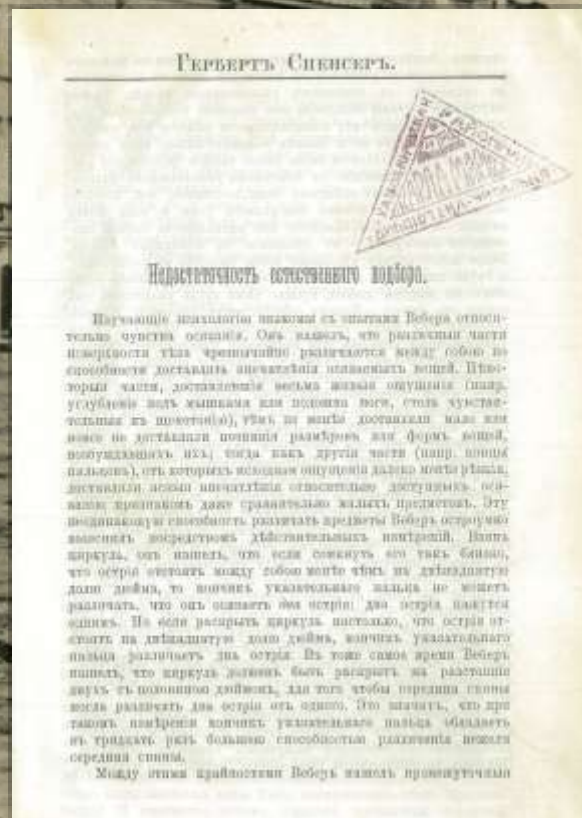 Гербертъ Спенсеръ.
Недостаточность естественнаго подбора.
Изучающіе психологію знакомы съ опытами Вебера относи-
тельно чувства осязанія. Онъ нашелъ, что различныя части
поверхности тѣла чрезвычайно различаются между собою по
способности доставлять впечатлѣнія осязаемыхъ вещей. Нѣко-
торыя части, доставлявшія весьма живыя ощущенія (напр.
углубленіе подъ мышками или подошва ноги, столь чувстви-
тельныя къ щекоткѣ), тѣмъ не менѣе доставляли мало или
вовсе не доставляли познанія размѣровъ или формъ вещей,
возбуждавшихъ ихъ; тогда какъ другія части (напр. концы
пальцевъ), отъ которыхъ исходили ощущенія далеко менѣе рѣзкія,
доставляли ясныя впечатлѣнія относительно доступныхъ ося-
занію признаковъ даже сравнительно малыхъ предметовъ. Эту
неодинаковую способность различать предметы Веберъ остроумно
выяснилъ посредствомъ дѣйствительныхъ измѣреній. Взявъ
циркуль, онъ нашелъ, что если сомкнуть его такъ близко,
что острія отстоятъ между собою менѣе чѣмъ на двѣнадцатую
долю дюйма, то кончикъ указательнаго пальца не можетъ
различать, что онъ осязаетъ два острія: два острія кажутся
однимъ. Но если раскрыть циркуль настолько, что острія от-
стоятъ на двѣнадцатую долю дюйма, кончикъ указательнаго
пальца различаетъ два острія. Въ тоже самое время Веберъ
нашелъ, что циркуль долженъ быть раскрытъ на разстояніи
двухъ съ половиною дюймовъ, для того чтобы середина спины
могла различать два острія отъ одного. Это значитъ, что при
такомъ измѣреніи кончикъ указательнаго пальца обладаетъ
въ тридцать разъ большею способностью различенія нежели
середина спины.
Между этими крайностями Веберъ нашелъ промежуточныя